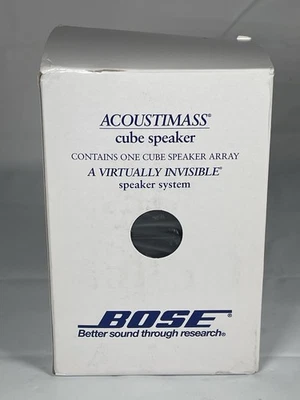 ACOUSTIMASS®
cube speaker
CONTAINS ONE CUBE SPEAKER ARRAY
A VIRTUALLY INVISIBLE®
speaker system
BOSE
Better sound through research®